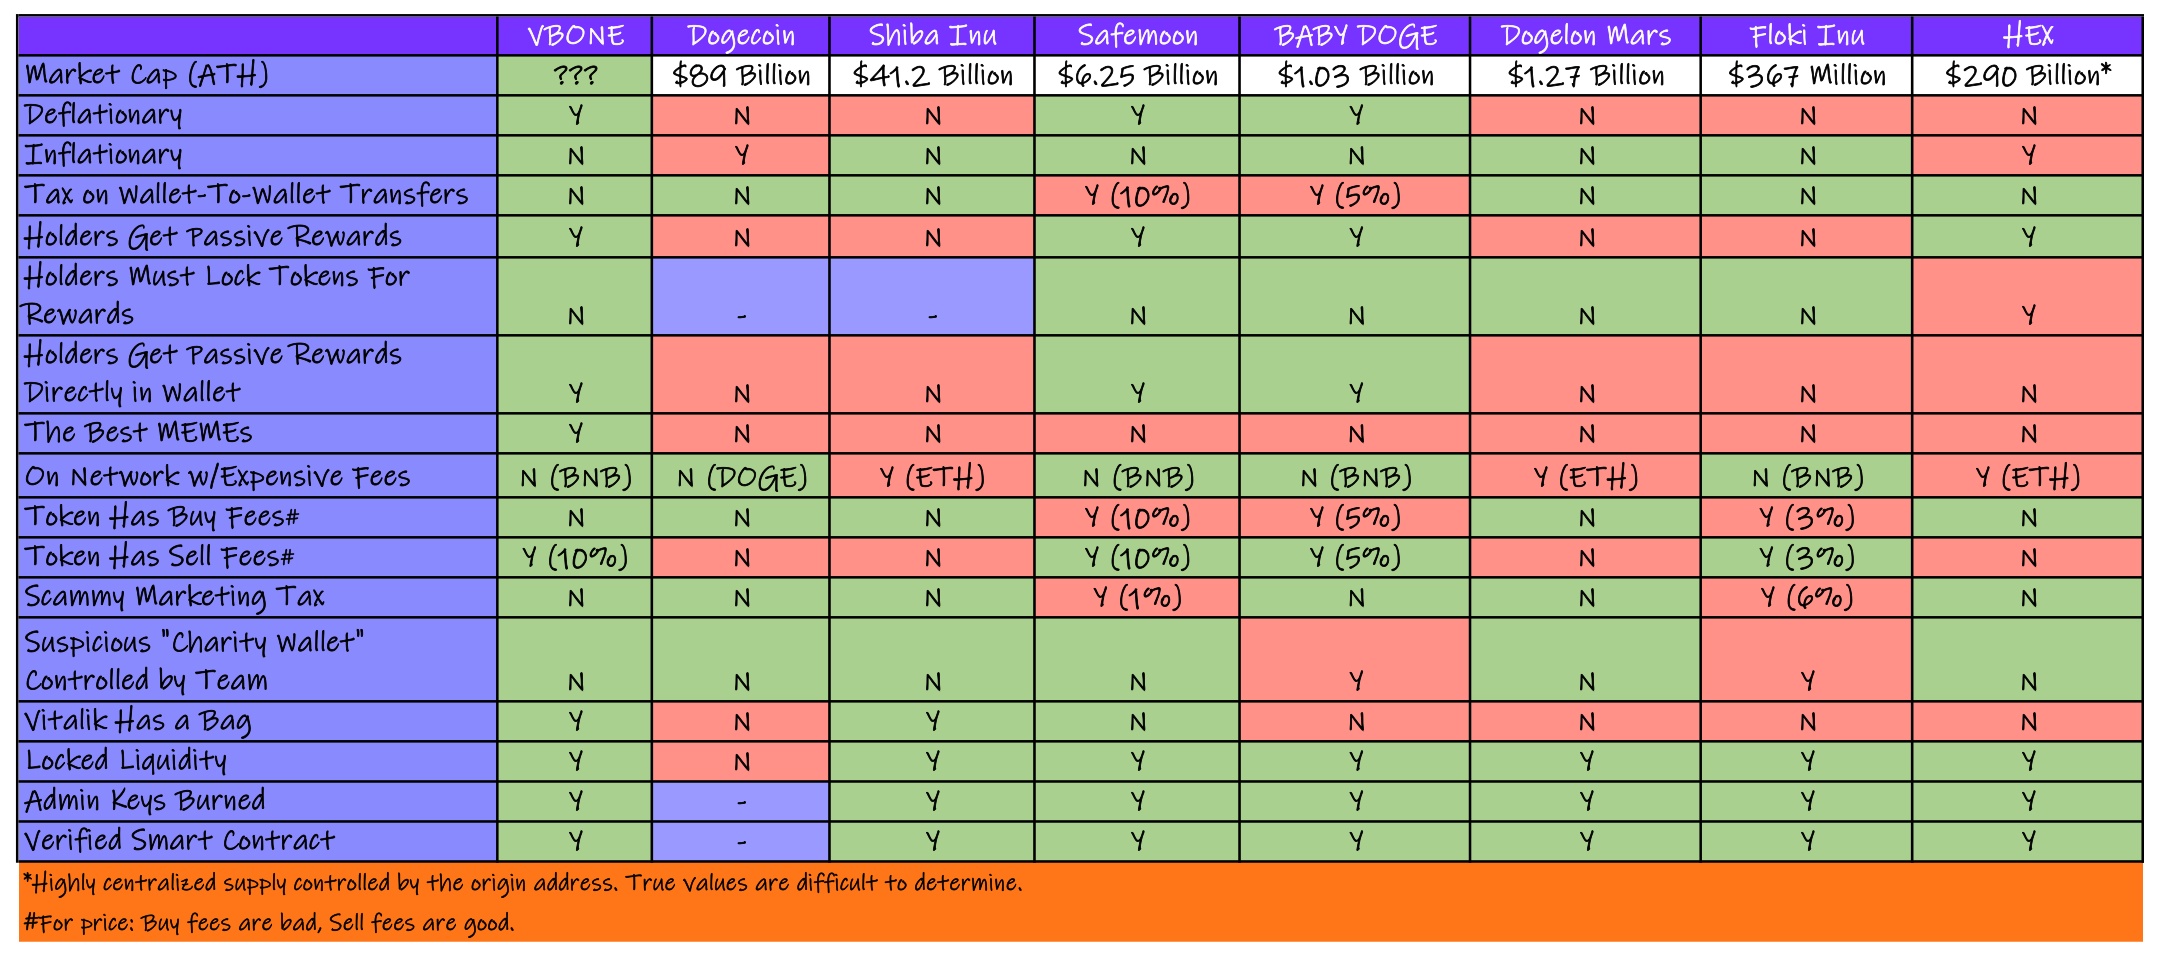 VBONE Dogecoin Shiba Inu Safemoon BABY DOGE Dogelon Mars Floki Inu HEX
Market Cap (ATH) ??? $89 Billion $41.2 Billion $6.25 Billion $1.03 Billion $1.27 Billion $367 Million $290 Billion*
Deflationary Y N N Y Y N N N
Inflationary N Y N N N N N Y
Tax on Wallet-To-Wallet Transfers N N N Y (10%) Y (5%) N N N
Holders Get Passive Rewards Y N N Y Y N N Y
Holders Must Lock Tokens For
Rewards N - - N N N N Y
Holders Get Passive Rewards
Directly in Wallet Y N N Y Y N N N
The Best MEMEs Y N N N N N N N
On Network w/Expensive Fees N (BNB) N (DOGE) Y (ETH) N (BNB) N (BNB) Y (ETH) N (BNB) Y (ETH)
Token Has Buy Fees# N N N Y (10%) Y (5%) N Y (3%) N
Token Has Sell Fees# Y (10%) N N Y (10%) Y (5%) N Y (3%) N
Scammy Marketing Tax N N N Y (1%) N N Y (6%) N
Suspicious "Charity Wallet"
Controlled by Team N N N N Y N Y N
Vitalik Has a Bag Y N Y N N N N N
Locked Liquidity Y N Y Y Y Y Y Y
Admin Keys Burned Y - Y Y Y Y Y Y
Verified Smart Contract Y - Y Y Y Y Y Y
*Highly centralized supply controlled by the origin address. True values are difficult to determine.
#For price: Buy fees are bad, Sell fees are good.